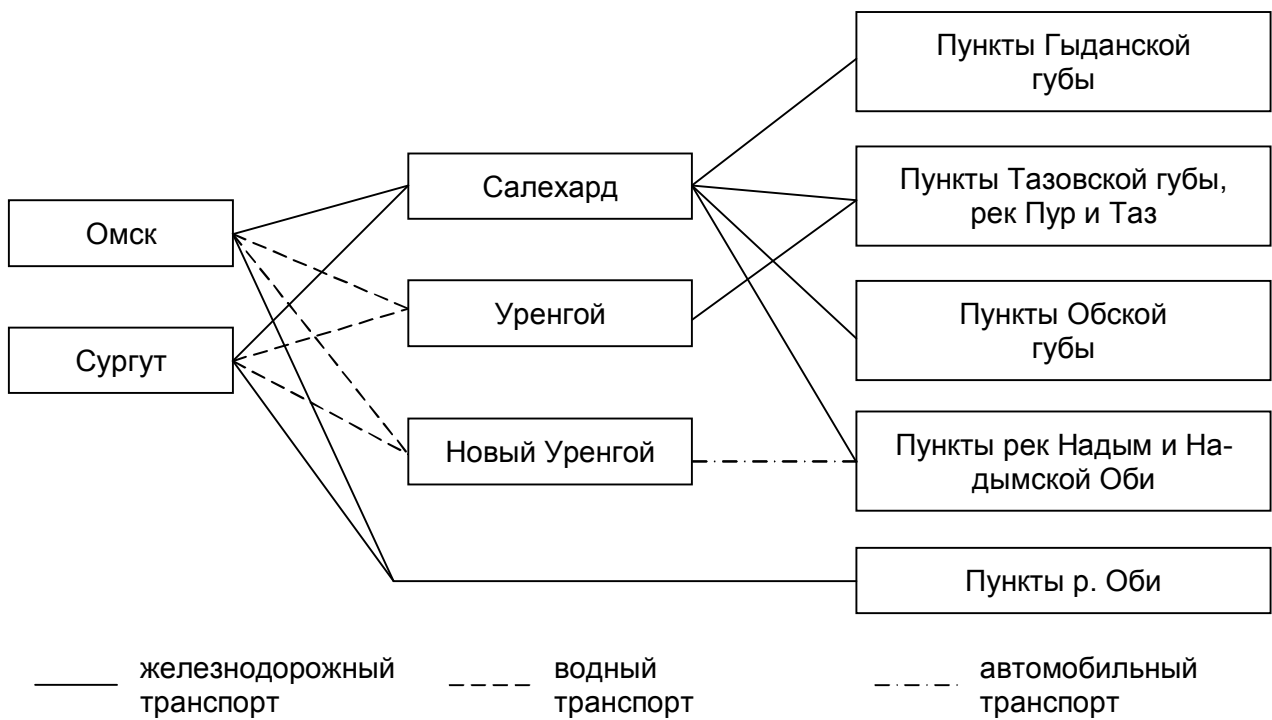 Пункты Гыданской
губы
Салехард
Пункты Тазовской губы,
рек Пур и Таз
Омск
Уренгой
Пункты Обской
губы
Сургут
Новый Уренгой
Пункты рек Надым и На-
дымской Оби
Пункты р. Оби
железнодорожный
транспорт
водный
транспорт
автомобильный
транспорт